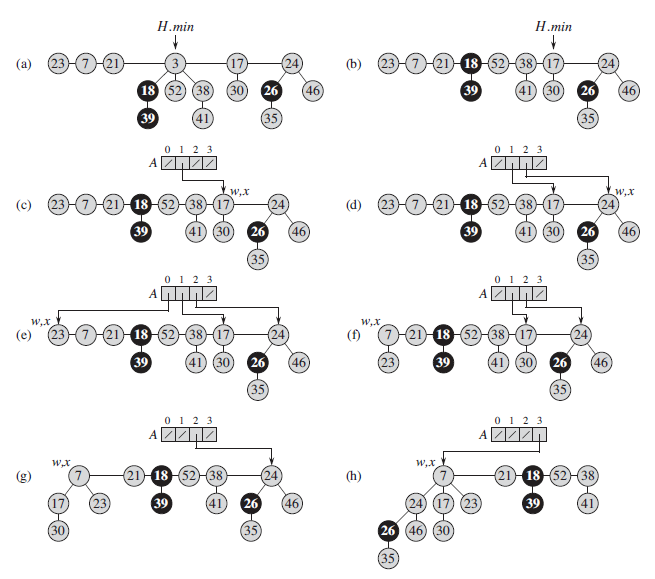 H.min
(a) 23 7 21 3 17 24
18 52 38 30 26 46
39 41 35
H.min
(b) 23 7 21 18 52 38 17 24
39 41 30 26 46
35
0 1 2 3
A
w,x
(c) 23 7 21 18 52 38 17 24
39 41 30 26 46
35
0 1 2 3
A
w,x
(d) 23 7 21 18 52 38 17 24
39 41 30 26 46
35
0 1 2 3
A
w,x
(e) 23 7 21 18 52 38 17 24
39 41 30 26 46
35
0 1 2 3
A
w,x
(f) 7 21 18 52 38 17 24
23 39 41 30 26 46
35
0 1 2 3
A
w,x
(g) 7 21 18 52 38 24
17 23 39 41 26 46
30 35
0 1 2 3
A
w,x
(h) 7 21 18 52 38
24 17 23 39 41
26 46 30
35